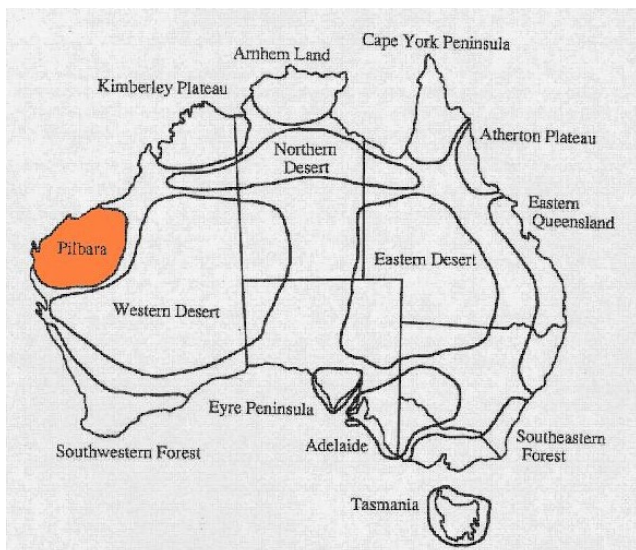 Cape York Peninsula
Arnhem Land
Kimberley Plateau
Atherton Plateau
Northern
Desert
Eastern
Queensland
Pilbara
Eastern Desert
Western Desert
Eyre Peninsula
Adelaide
Southeastern
Forest
Southwestern Forest
Tasmania